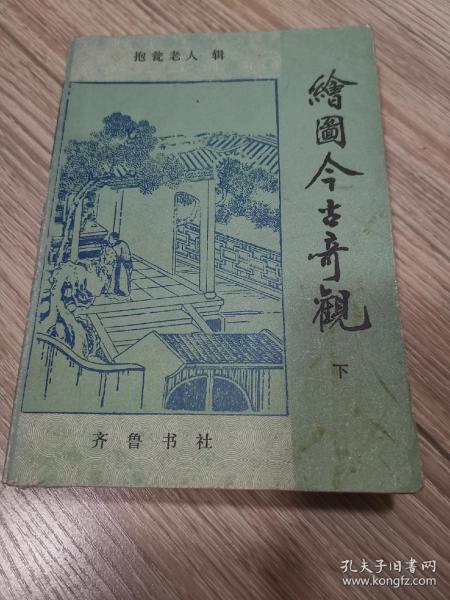 抱瓮老人 辑
繪圖今古奇觀
下
齐鲁书社
孔夫子旧书网
www.kongfz.com